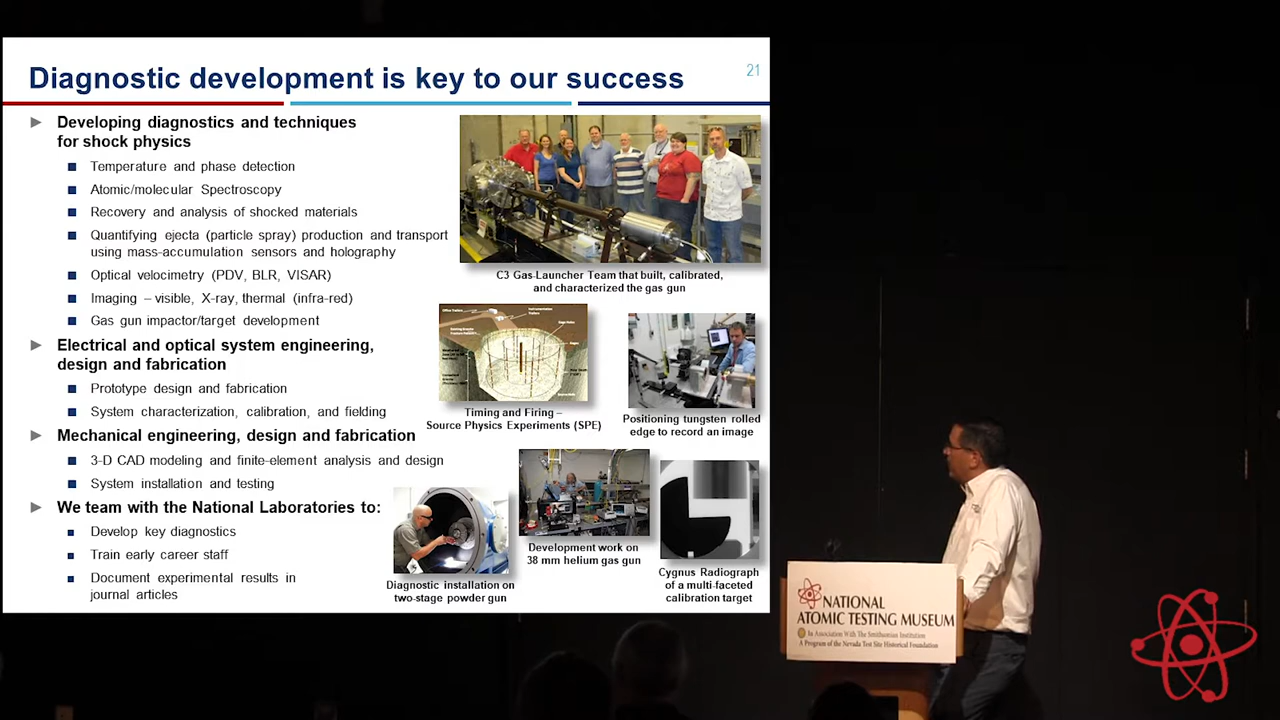 Diagnostic development is key to our success
21
Developing diagnostics and techniques
for shock physics
Temperature and phase detection
Atomic/molecular Spectroscopy
Recovery and analysis of shocked materials
Quantifying ejecta (particle spray) production and transport
using mass-accumulation sensors and holography
Optical velocimetry (PDV, BLR, VISAR)
Imaging – visible, X-ray, thermal (infra-red)
Gas gun impactor/target development
Electrical and optical system engineering,
design and fabrication
Prototype design and fabrication
System characterization, calibration, and fielding
Mechanical engineering, design and fabrication
3-D CAD modeling and finite-element analysis and design
System installation and testing
We team with the National Laboratories to:
Develop key diagnostics
Train early career staff
Document experimental results in
journal articles
C3 Gas-Launcher Team that built, calibrated,
and characterized the gas gun
Timing and Firing –
Source Physics Experiments (SPE)
Positioning tungsten rolled
edge to record an image
Development work on
38 mm helium gas gun
Diagnostic installation on
two-stage powder gun
Cygnus Radiograph
of a multi-faceted
calibration target
NATIONAL
ATOMIC TESTING MUSEUM
In Association With The Smithsonian Institution
A Program of the Nevada Test Site Historical Foundation